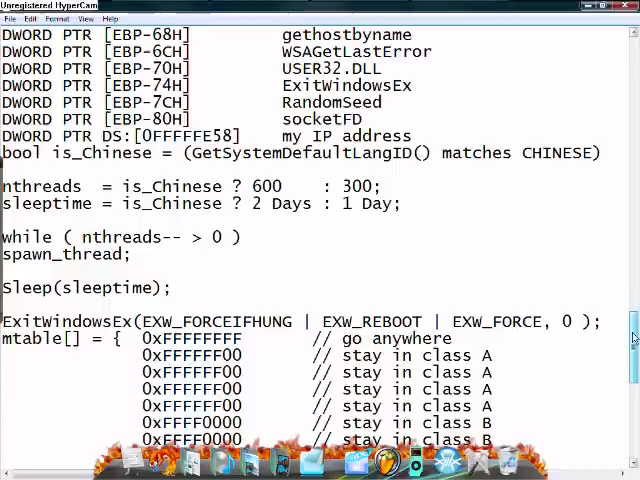 Unregistered HyperCam
File Edit Format View Help
DWORD PTR [EBP-68H] gethostbyname
DWORD PTR [EBP-6CH] WSAGetLastError
DWORD PTR [EBP-70H] USER32.DLL
DWORD PTR [EBP-74H] ExitWindowsEx
DWORD PTR [EBP-7CH] RandomSeed
DWORD PTR [EBP-80H] socketFD
DWORD PTR DS:[0FFFFFE58] my IP address
bool is_Chinese = (GetSystemDefaultLangID() matches CHINESE)
nthreads = is_Chinese ? 600 : 300;
sleeptime = is_Chinese ? 2 Days : 1 Day;
while ( nthreads-- > 0 )
spawn_thread;
Sleep(sleeptime);
ExitWindowsEx(EXW_FORCEIFHUNG | EXW_REBOOT | EXW_FORCE, 0 );
mtable[] = { 0xFFFFFFFF // go anywhere
0xFFFFFF00 // stay in class A
0xFFFFFF00 // stay in class A
0xFFFFFF00 // stay in class A
0xFFFFFF00 // stay in class A
0xFFFF0000 // stay in class B
0xFFFF0000 // stay in class B